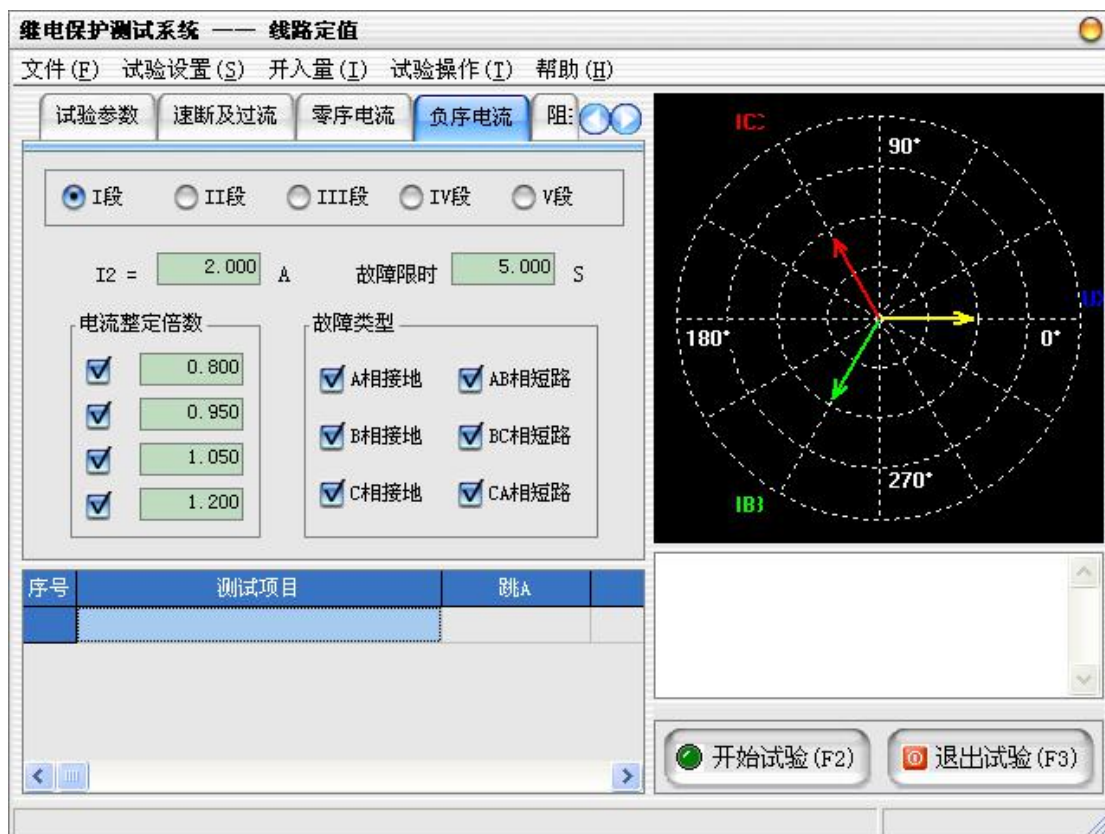 继电保护测试系统 —— 线路定值
文件(F) 试验设置(S) 开入量(I) 试验操作(T) 帮助(H)
试验参数 速断及过流 零序电流 负序电流
I段 II段 III段 IV段 V段
I2 = 2.000 A 故障限时 5.000 S
电流整定倍数
0.800
0.950
1.050
1.200
故障类型
A相接地 AB相短路
B相接地 BC相短路
C相接地 CA相短路
90°
180°
0°
270°
序号 测试项目 跳A
开始试验(F2) 退出试验(F3)